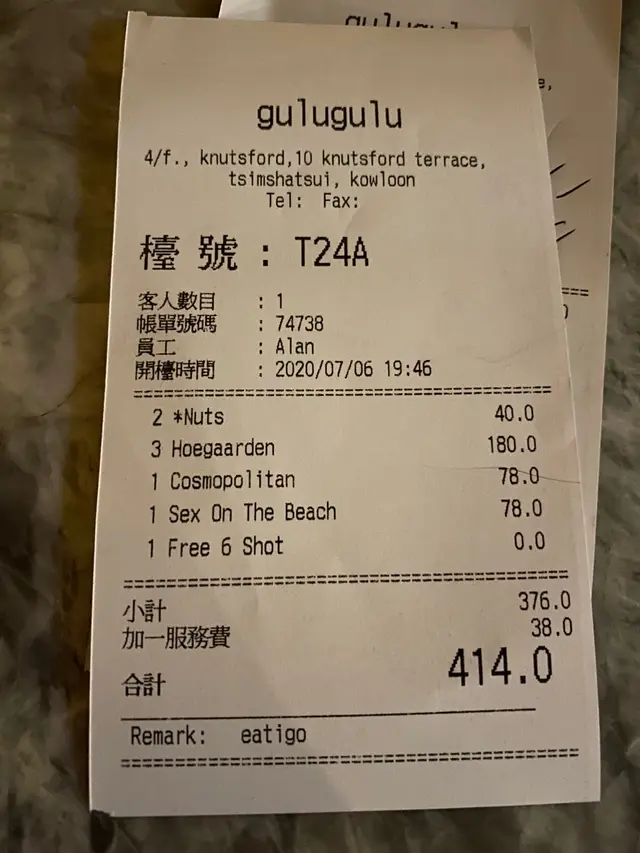 gulugulu
gulugulu
4/f., knutsford,10 knutsford terrace,
tsimshatsui, kowloon
Tel: Fax:
檯 號 : T24A
客人數目 : 1
帳單號碼 : 74738
員工 : Alan
開檯時間 : 2020/07/06 19:46
2 *Nuts 40.0
3 Hoegaarden 180.0
1 Cosmopolitan 78.0
1 Sex On The Beach 78.0
1 Free 6 Shot 0.0
小計 376.0
加一服務費 38.0
合計 414.0
Remark: eatigo